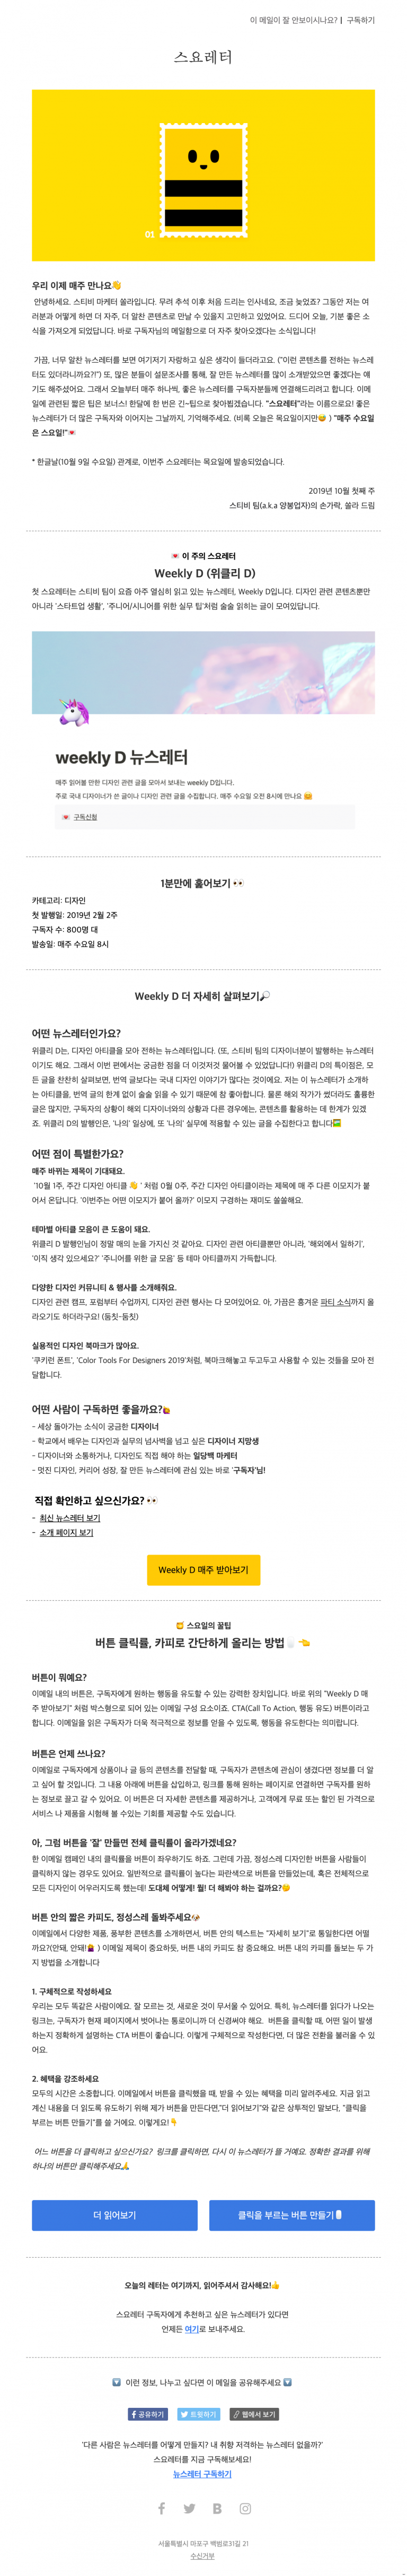 이 메일이 잘 안보이시나요? | 구독하기
스요레터
01
우리 이제 매주 만나요👋
안녕하세요. 스티비 마케터 쏠라입니다. 무려 추석 이후 처음 드리는 인사네요, 조금 늦었죠? 그동안 저는 여
러분과 어떻게 하면 더 자주, 더 알찬 콘텐츠로 만날 수 있을지 고민하고 있었어요. 드디어 오늘, 기분 좋은 소
식을 가져오게 되었답니다. 바로 구독자님의 메일함으로 더 자주 찾아오겠다는 소식입니다!
가끔, 너무 알찬 뉴스레터를 보면 여기저기 자랑하고 싶은 생각이 들더라고요. ("이런 콘텐츠를 전하는 뉴스레
터도 있더라니까요?!") 또, 많은 분들이 설문조사를 통해, 잘 만든 뉴스레터를 많이 소개받았으면 좋겠다는 얘
기도 해주셨어요. 그래서 오늘부터 매주 하나씩, 좋은 뉴스레터를 구독자분들께 연결해드리려고 합니다. 이메
일에 관련된 짧은 팁은 보너스! 한달에 한 번은 긴~팁으로 찾아뵙겠습니다. "스요레터"라는 이름으로요! 좋은
뉴스레터가 더 많은 구독자와 이어지는 그날까지, 기억해주세요. (비록 오늘은 목요일이지만😅 ) "매주 수요일
은 스요일!"💌
* 한글날(10월 9일 수요일) 관계로, 이번주 스요레터는 목요일에 발송되었습니다.
2019년 10월 첫째 주
스티비 팀(a.k.a 양봉업자)의 손가락, 쏠라 드림
💌 이 주의 스요레터
Weekly D (위클리 D)
첫 스요레터는 스티비 팀이 요즘 아주 열심히 읽고 있는 뉴스레터, Weekly D입니다. 디자인 관련 콘텐츠뿐만
아니라 '스타트업 생활', '주니어/시니어를 위한 실무 팁'처럼 술술 읽히는 글이 모여있답니다.
weekly D 뉴스레터
매주 읽어볼 만한 디자인 관련 글을 모아서 보내는 weekly D입니다.
주로 국내 디자이너가 쓴 글이나 디자인 관련 글을 수집합니다. 매주 수요일 오전 8시에 만나요 🤗
💌 구독신청
1분만에 훑어보기 👀
카테고리: 디자인
첫 발행일: 2019년 2월 2주
구독자 수: 800명 대
발송일: 매주 수요일 8시
Weekly D 더 자세히 살펴보기🔎
어떤 뉴스레터인가요?
위클리 D는, 디자인 아티클을 모아 전하는 뉴스레터입니다. (또, 스티비 팀의 디자이너분이 발행하는 뉴스레터
이기도 해요. 그래서 이번 편에서는 궁금한 점을 더 이것저것 물어볼 수 있었답니다!) 위클리 D의 특이점은, 모
든 글을 찬찬히 살펴보면, 번역 글보다는 국내 디자인 이야기가 많다는 것이에요. 저는 이 뉴스레터가 소개하
는 아티클을, 번역 글의 한계 없이 술술 읽을 수 있기 때문에 참 좋아합니다. 물론 해외 작가가 썼더라도 훌륭한
글은 많지만, 구독자의 상황이 해외 디자이너와의 상황과 다른 경우에는, 콘텐츠를 활용하는 데 한계가 있겠
죠. 위클리 D의 발행인은, '나의' 일상에, 또 '나의' 실무에 적용할 수 있는 글을 수집한다고 합니다🏞
어떤 점이 특별한가요?
매주 바뀌는 제목이 기대돼요.
'10월 1주, 주간 디자인 아티클 👋 ' 처럼 0월 0주, 주간 디자인 아티클이라는 제목에 매 주 다른 이모지가 붙
어서 온답니다. '이번주는 어떤 이모지가 붙어 올까?' 이모지 구경하는 재미도 쏠쏠해요.
테마별 아티클 모음이 큰 도움이 돼요.
위클리 D 발행인님이 정말 매의 눈을 가지신 것 같아요. 디자인 관련 아티클뿐만 아니라, '해외에서 일하기',
'이직 생각 있으세요?' '주니어를 위한 글 모음' 등 테마 아티클까지 가득합니다.
다양한 디자인 커뮤니티 & 행사를 소개해줘요.
디자인 관련 캠프, 포럼부터 수업까지, 디자인 관련 행사는 다 모여있어요. 아, 가끔은 흥겨운 파티 소식까지 올
라오기도 하더라구요! (둠칫-둠칫)
실용적인 디자인 북마크가 많아요.
'쿠키런 폰트', 'Color Tools For Designers 2019'처럼, 북마크해놓고 두고두고 사용할 수 있는 것들을 모아 전
달합니다.
어떤 사람이 구독하면 좋을까요?🙋
- 세상 돌아가는 소식이 궁금한 디자이너
- 학교에서 배우는 디자인과 실무의 넘사벽을 넘고 싶은 디자이너 지망생
- 디자이너와 소통하거나, 디자인도 직접 해야 하는 일당백 마케터
- 멋진 디자인, 커리어 성장, 잘 만든 뉴스레터에 관심 있는 바로 '구독자'님!
직접 확인하고 싶으신가요? 👀
- 최신 뉴스레터 보기
- 소개 페이지 보기
Weekly D 매주 받아보기
🍯 스요일의 꿀팁
버튼 클릭률, 카피로 간단하게 올리는 방법🖱👈
버튼이 뭐예요?
이메일 내의 버튼은, 구독자에게 원하는 행동을 유도할 수 있는 강력한 장치입니다. 바로 위의 "Weekly D 매
주 받아보기" 처럼 박스형으로 되어 있는 이메일 구성 요소이죠. CTA(Call To Action, 행동 유도) 버튼이라고
합니다. 이메일을 읽은 구독자가 더욱 적극적으로 정보를 얻을 수 있도록, 행동을 유도한다는 의미랍니다.
버튼은 언제 쓰나요?
이메일로 구독자에게 상품이나 글 등의 콘텐츠를 전달할 때, 구독자가 콘텐츠에 관심이 생겼다면 정보를 더 알
고 싶어 할 것입니다. 그 내용 아래에 버튼을 삽입하고, 링크를 통해 원하는 페이지로 연결하면 구독자를 원하
는 정보로 끌고 갈 수 있어요. 이 버튼은 더 자세한 콘텐츠를 제공하거나, 고객에게 무료 또는 할인 된 가격으로
서비스 나 제품을 시험해 볼 수있는 기회를 제공할 수도 있습니다.
아, 그럼 버튼을 '잘' 만들면 전체 클릭률이 올라가겠네요?
한 이메일 캠페인 내의 클릭률을 버튼이 좌우하기도 하죠. 그런데 가끔, 정성스레 디자인한 버튼을 사람들이
클릭하지 않는 경우도 있어요. 일반적으로 클릭률이 높다는 파란색으로 버튼을 만들었는데, 혹은 전체적으로
모든 디자인이 어우러지도록 했는데! 도대체 어떻게! 뭘! 더 해봐야 하는 걸까요?😋
버튼 안의 짧은 카피도, 정성스레 돌봐주세요🐶
이메일에서 다양한 제품, 풍부한 콘텐츠를 소개하면서, 버튼 안의 텍스트는 "자세히 보기"로 통일한다면 어떨
까요?(안돼, 안돼!🙅 ) 이메일 제목이 중요하듯, 버튼 내의 카피도 참 중요해요. 버튼 내의 카피를 돌보는 두 가
지 방법을 소개합니다
1. 구체적으로 작성하세요
우리는 모두 똑같은 사람이에요. 잘 모르는 것, 새로운 것이 무서울 수 있어요. 특히, 뉴스레터를 읽다가 나오는
링크는, 구독자가 현재 페이지에서 벗어나는 통로이니까 더 신경써야 해요.  버튼을 클릭할 때, 어떤 일이 발생
하는지 정확하게 설명하는 CTA 버튼이 좋습니다. 이렇게 구체적으로 작성한다면, 더 많은 전환을 불러올 수 있
어요.
2. 혜택을 강조하세요
모두의 시간은 소중합니다. 이메일에서 버튼을 클릭했을 때, 받을 수 있는 혜택을 미리 알려주세요. 지금 읽고
계신 내용을 더 읽도록 유도하기 위해 제가 버튼을 만든다면,"더 읽어보기"와 같은 상투적인 말보다, "클릭을
부르는 버튼 만들기"를 쓸 거에요. 이렇게요!👇
어느 버튼을 더 클릭하고 싶으신가요?  링크를 클릭하면, 다시 이 뉴스레터가 뜰 거예요. 정확한 결과를 위해
하나의 버튼만 클릭해주세요🙏
더 읽어보기
클릭을 부르는 버튼 만들기🖱
오늘의 레터는 여기까지, 읽어주셔서 감사해요!👍
스요레터 구독자에게 추천하고 싶은 뉴스레터가 있다면
언제든 여기로 보내주세요.
이런 정보, 나누고 싶다면 이 메일을 공유해주세요
공유하기
트윗하기
웹에서 보기
'다른 사람은 뉴스레터를 어떻게 만들지? 내 취향 저격하는 뉴스레터 없을까?'
스요레터를 지금 구독해보세요!
뉴스레터 구독하기
서울특별시 마포구 백범로31길 21
수신거부